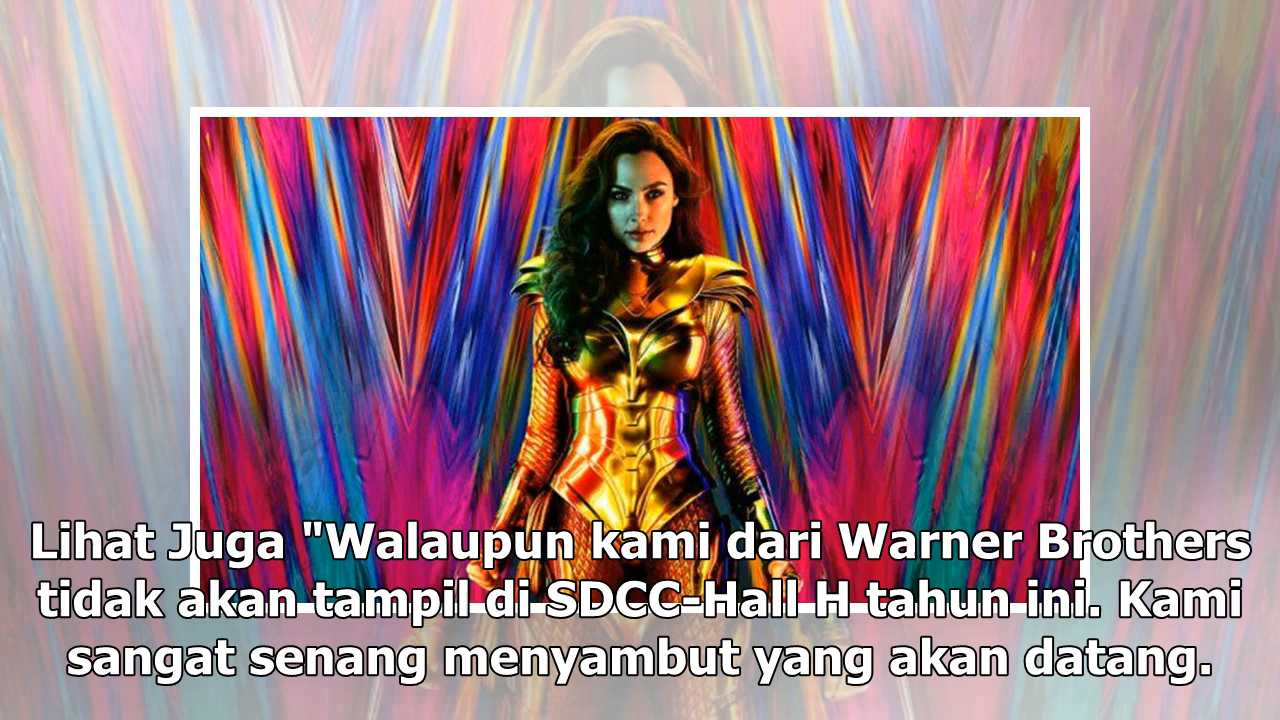 Lihat Juga "Walaupun kami dari Warner Brothers
tidak akan tampil di SDCC-Hall H tahun ini. Kami
sangat senang menyambut yang akan datang.